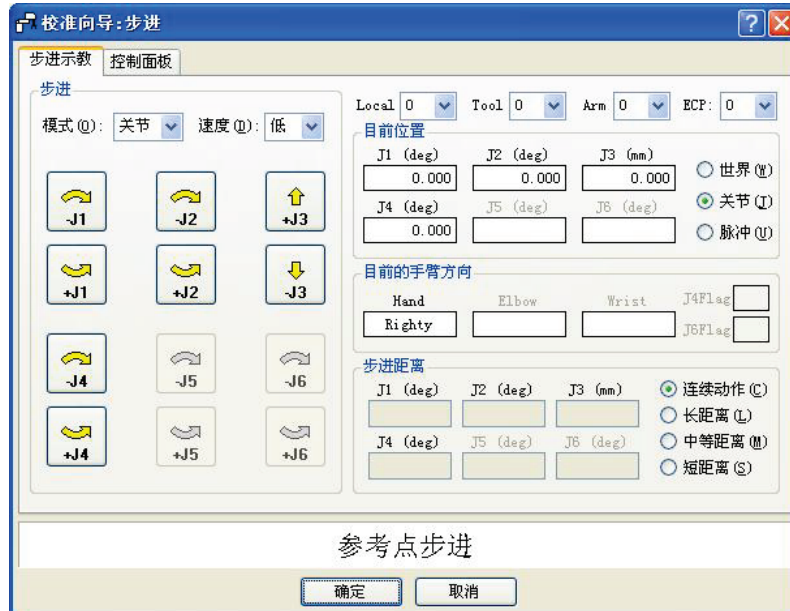 校准向导:步进
步进示教 控制面板
步进
模式(O): 关节 速度(D): 低
-J1 -J2 +J3
+J1 +J2 -J3
-J4 -J5 -J6
+J4 +J5 +J6
Local 0 Tool 0 Arm 0 ECP: 0
目前位置
J1 (deg) J2 (deg) J3 (mm)
0.000 0.000 0.000
J4 (deg) J5 (deg) J6 (deg)
0.000
世界(W)
关节(J)
脉冲(U)
目前的手臂方向
Hand Elbow Wrist J4Flag
Righty J6Flag
步进距离
J1 (deg) J2 (deg) J3 (mm)
J4 (deg) J5 (deg) J6 (deg)
连续动作(C)
长距离(L)
中等距离(M)
短距离(S)
参考点步进
确定 取消